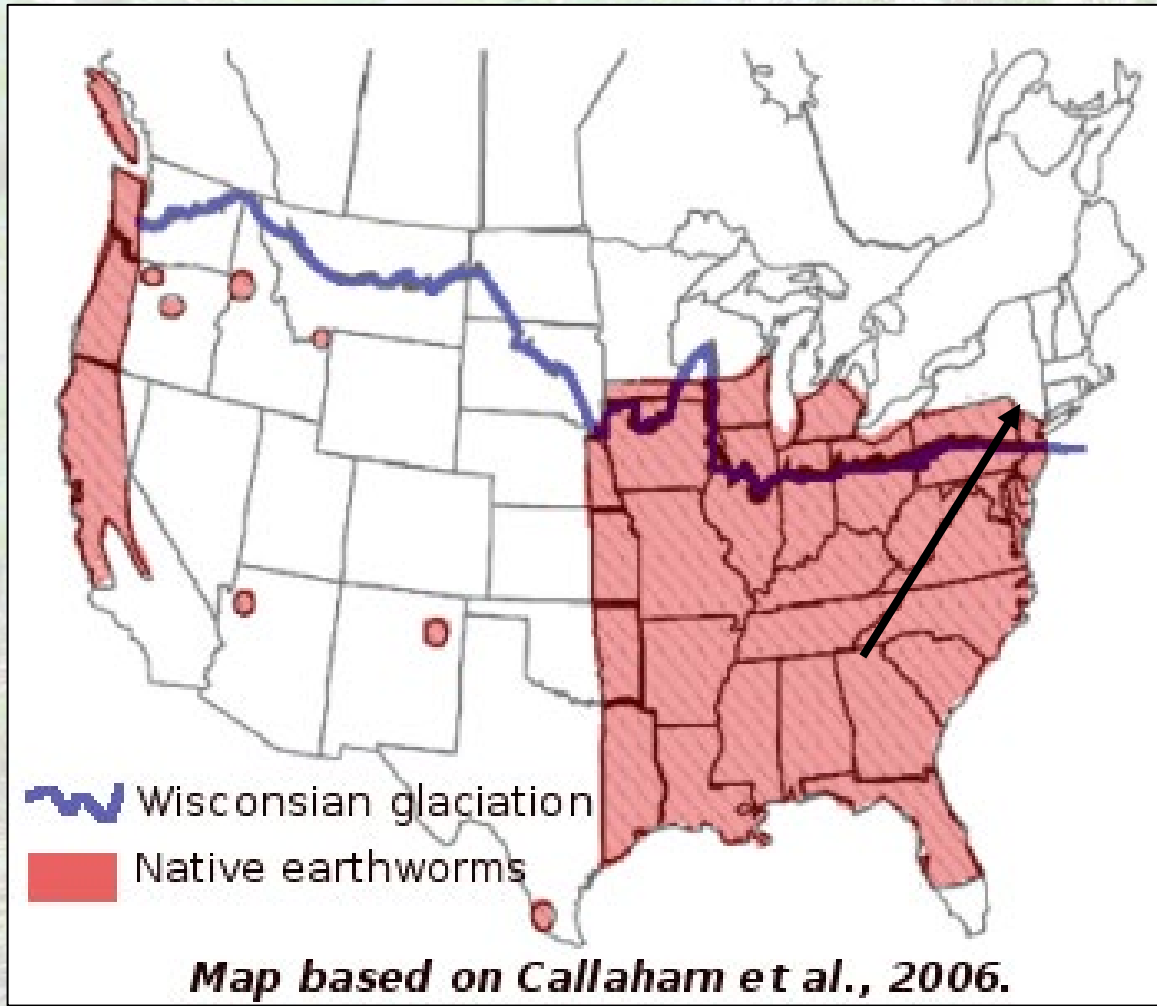 Wisconsian glaciation
Native earthworms
Map based on Callaham et al., 2006.